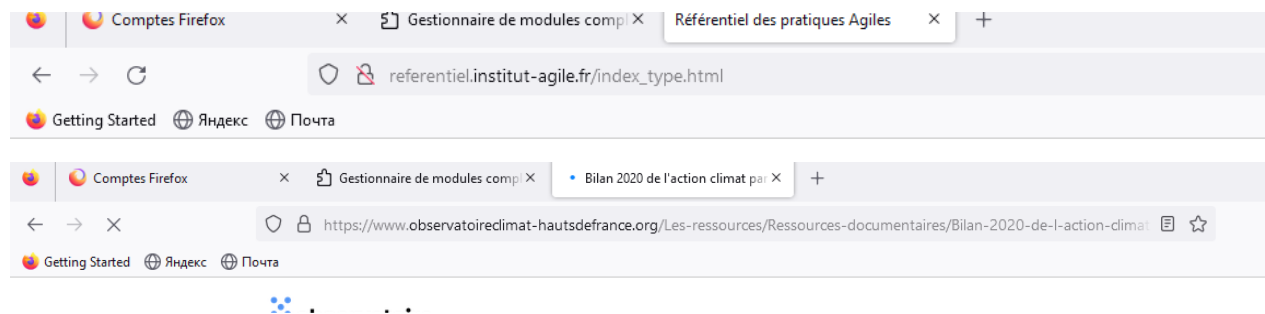 Comptes Firefox Gestionnaire de modules compl Référentiel des pratiques Agiles
referentiel.institut-agile.fr/index_type.html
Getting Started Яндекс Почта
Comptes Firefox Gestionnaire de modules compl Bilan 2020 de l'action climat par
https://www.observatoireclimat-hautsdefrance.org/Les-ressources/Ressources-documentaires/Bilan-2020-de-l-action-climat
Getting Started Яндекс Почта